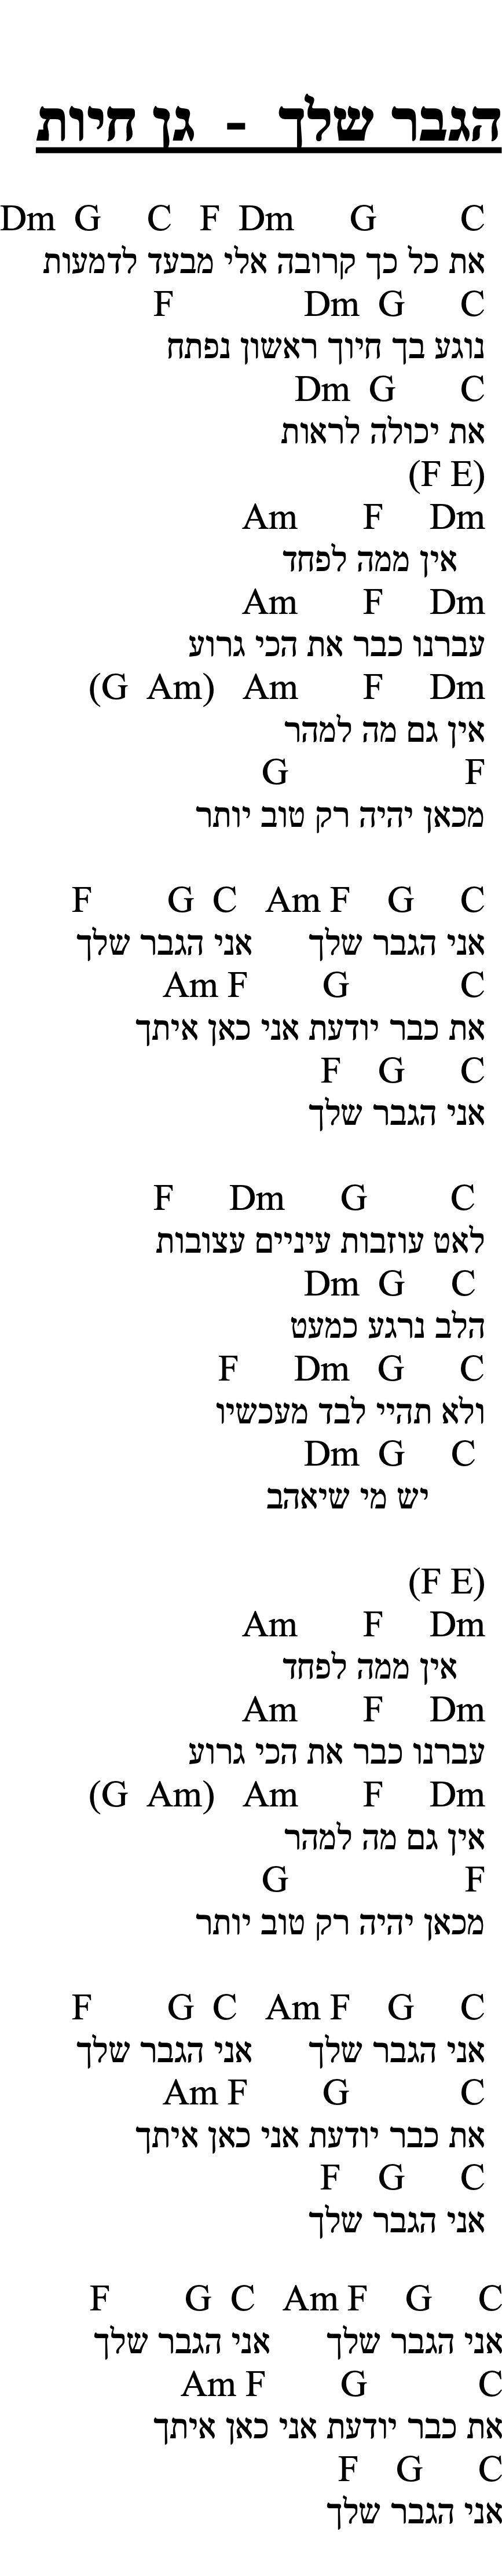 הגבר שלך - גן חיות
Dm G C F Dm G C
את כל כך קרובה אלי מבעד לדמעות
F Dm G C
נוגע בך חיוך ראשון נפתח
Dm G C
את יכולה לראות
(F E)
Am F Dm
אין ממה לפחד
Am F Dm
עברנו כבר את הכי גרוע
(G Am) Am F Dm
אין גם מה למהר
G F
מכאן יהיה רק טוב יותר
F G C Am F G C
אני הגבר שלך אני הגבר שלך
Am F G C
את כבר יודעת אני כאן איתך
F G C
אני הגבר שלך
F Dm G C
לאט עוזבות עיניים עצובות
Dm G C
הלב נרגע כמעט
F Dm G C
ולא תהיי לבד מעכשיו
Dm G C
יש מי שיאהב
(F E)
Am F Dm
אין ממה לפחד
Am F Dm
עברנו כבר את הכי גרוע
(G Am) Am F Dm
אין גם מה למהר
G F
מכאן יהיה רק טוב יותר
F G C Am F G C
אני הגבר שלך אני הגבר שלך
Am F G C
את כבר יודעת אני כאן איתך
F G C
אני הגבר שלך
F G C Am F G C
אני הגבר שלך אני הגבר שלך
Am F G C
את כבר יודעת אני כאן איתך
F G C
אני הגבר שלך